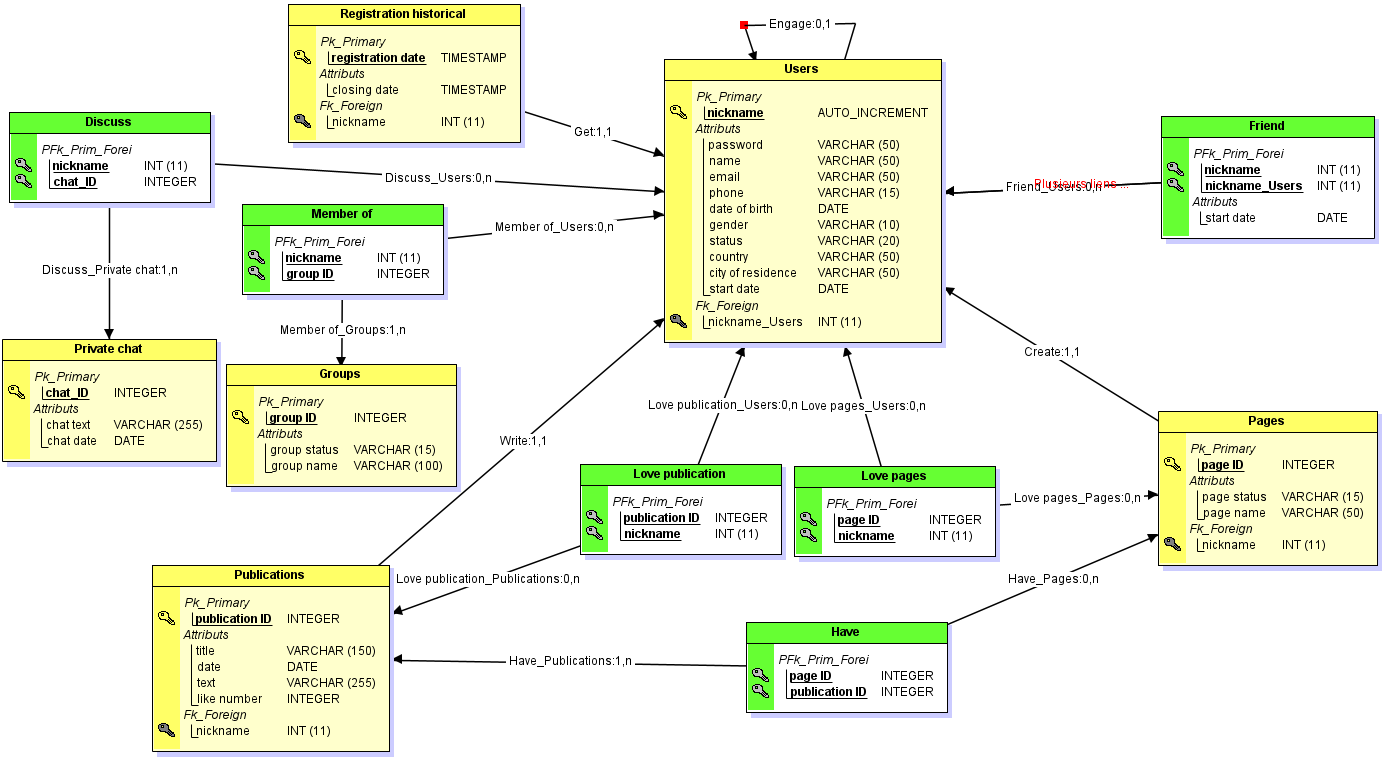 Registration historical
Pk_Primary
registration date TIMESTAMP
Attributs
closing date TIMESTAMP
Fk_Foreign
nickname INT (11)
Engage:0,1
Users
Pk_Primary
nickname AUTO_INCREMENT
Attributs
password VARCHAR (50)
name VARCHAR (50)
email VARCHAR (50)
phone VARCHAR (15)
date of birth DATE
gender VARCHAR (10)
status VARCHAR (20)
country VARCHAR (50)
city of residence VARCHAR (50)
start date DATE
Fk_Foreign
nickname_Users INT (11)
Discuss
PFk_Prim_Forei
nickname INT (11)
chat_ID INTEGER
Get:1,1
Discuss_Users:0,n
Friend
PFk_Prim_Forei
nickname INT (11)
nickname_Users INT (11)
Attributs
start date DATE
Friend_Users:0,n
Plusieurs liens ...
Member of
PFk_Prim_Forei
nickname INT (11)
group ID INTEGER
Member of_Users:0,n
Discuss_Private chat:1,n
Member of_Groups:1,n
Private chat
Pk_Primary
chat_ID INTEGER
Attributs
chat text VARCHAR (255)
chat date DATE
Groups
Pk_Primary
group ID INTEGER
Attributs
group status VARCHAR (15)
group name VARCHAR (100)
Create:1,1
Love publication_Users:0,n
Love pages_Users:0,n
Write:1,1
Pages
Pk_Primary
page ID INTEGER
Attributs
page status VARCHAR (15)
page name VARCHAR (50)
Fk_Foreign
nickname INT (11)
Love publication
PFk_Prim_Forei
publication ID INTEGER
nickname INT (11)
Love pages
PFk_Prim_Forei
page ID INTEGER
nickname INT (11)
Love pages_Pages:0,n
Love publication_Publications:0,n
Have_Pages:0,n
Publications
Pk_Primary
publication ID INTEGER
Attributs
title VARCHAR (150)
date DATE
text VARCHAR (255)
like number INTEGER
Fk_Foreign
nickname INT (11)
Have_Publications:1,n
Have
PFk_Prim_Forei
page ID INTEGER
publication ID INTEGER